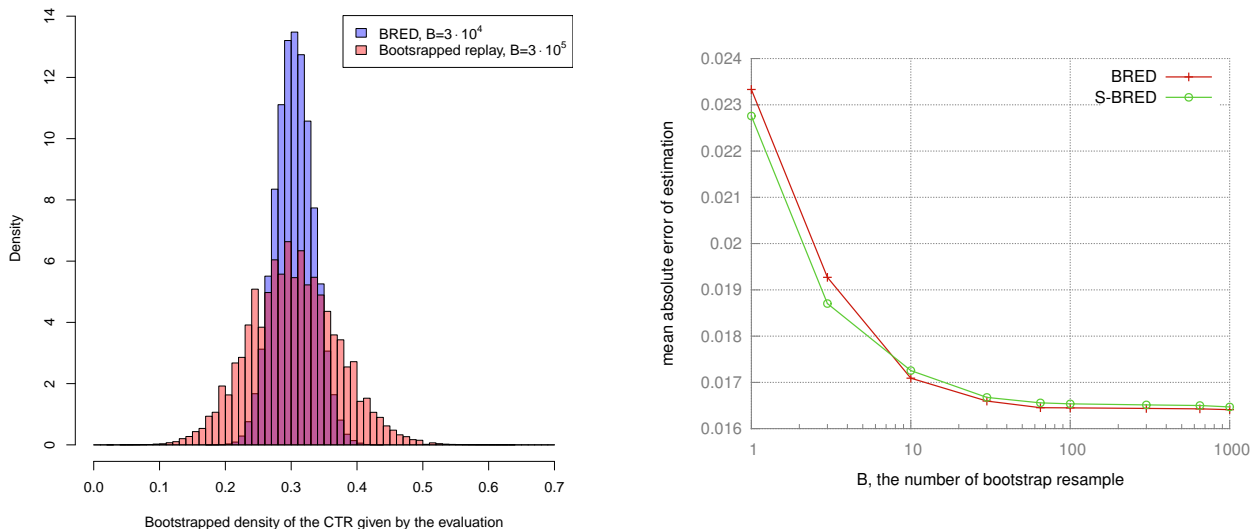 BRED, B=3 · 10^4
Bootsrapped replay, B=3 · 10^5
Density
14
12
10
8
6
4
2
0
0.0 0.1 0.2 0.3 0.4 0.5 0.6 0.7
Bootstrapped density of the CTR given by the evaluation
BRED
S-BRED
mean absolute error of estimation
0.024
0.023
0.022
0.021
0.02
0.019
0.018
0.017
0.016
1 10 100 1000
B, the number of bootstrap resample